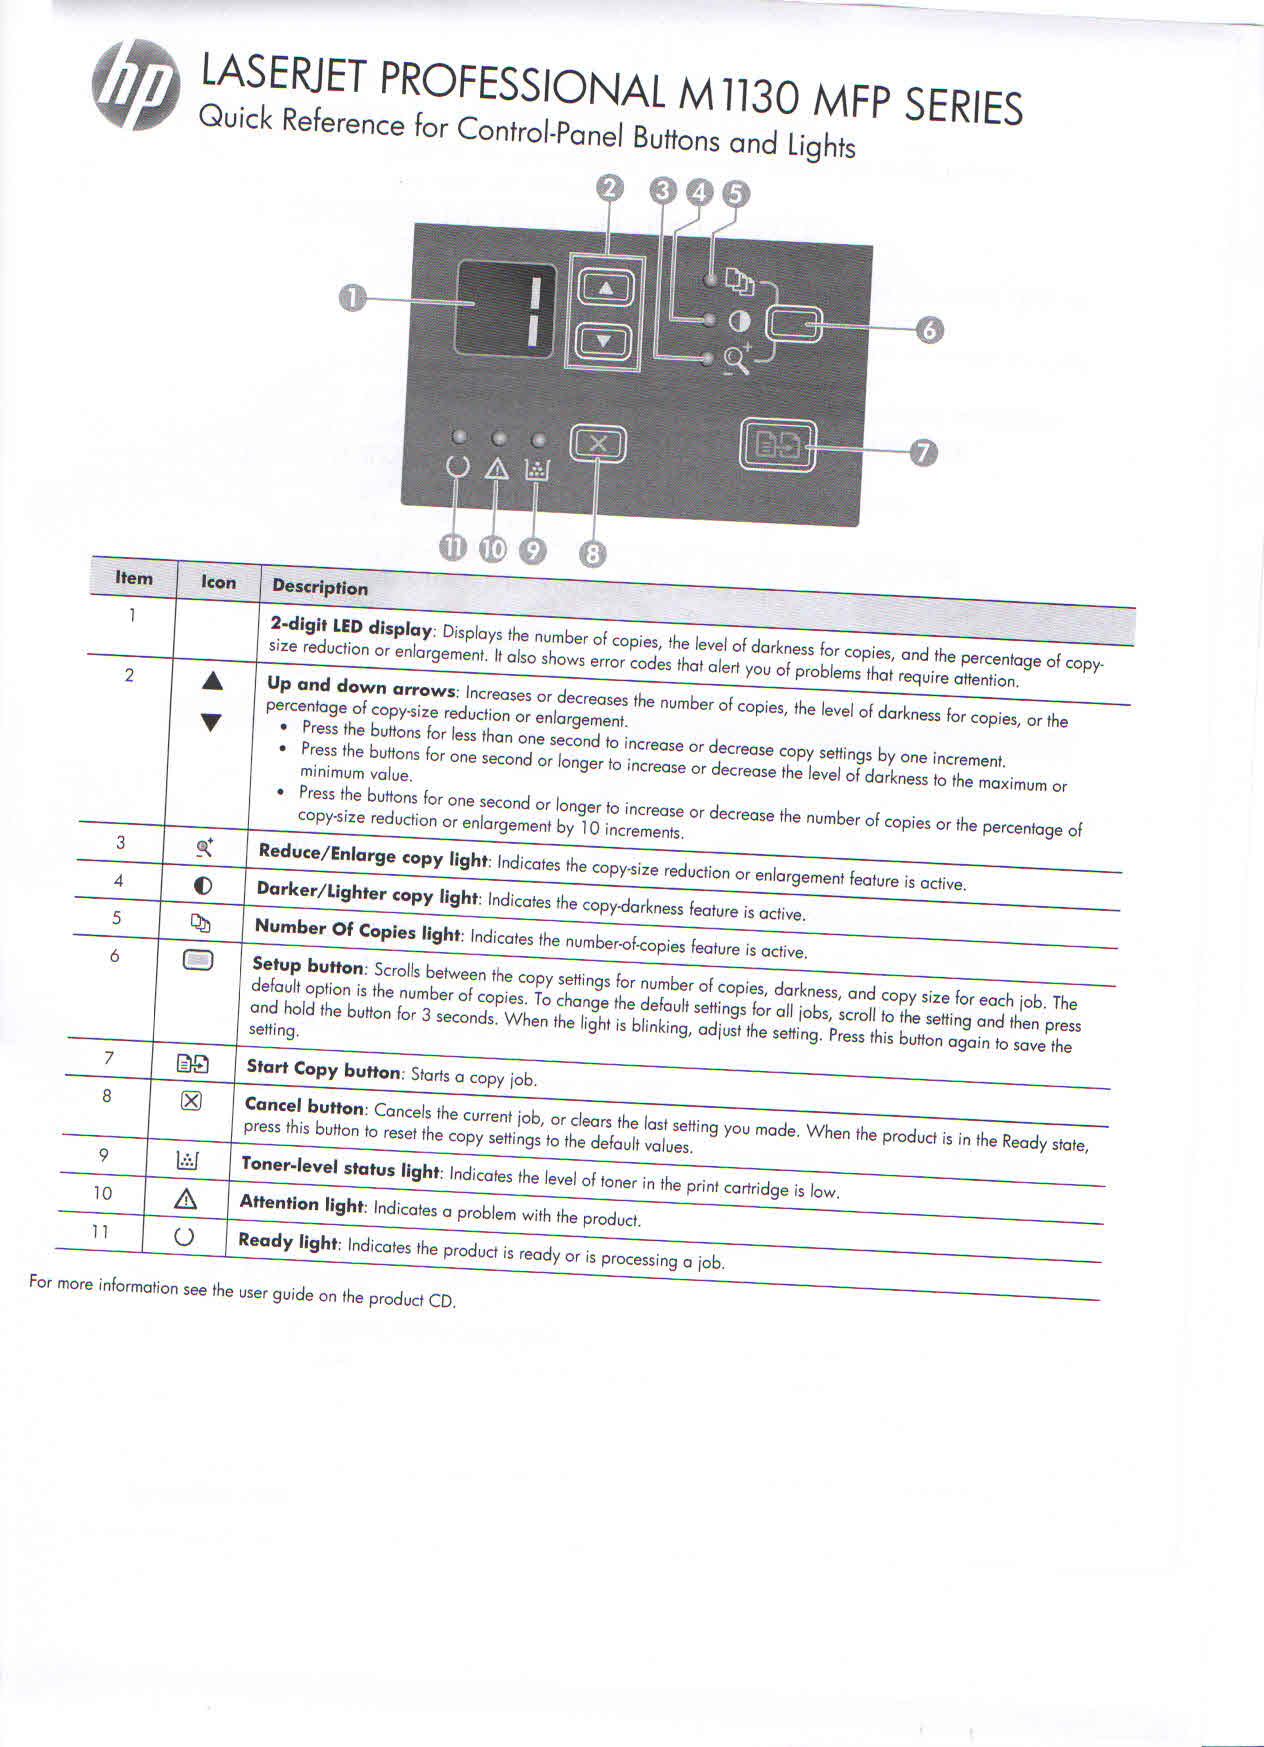 hp LASERJET PROFESSIONAL M1130 MFP SERIES
Quick Reference for Control-Panel Buttons and Lights
2 3 4 5
1
1
6
7
11 10 9 8
Item Icon Description
1 2-digit LED display: Displays the number of copies, the level of darkness for copies, and the percentage of copy-
size reduction or enlargement. It also shows error codes that alert you of problems that require attention.
2 Up and down arrows: Increases or decreases the number of copies, the level of darkness for copies, or the
percentage of copy-size reduction or enlargement.
• Press the buttons for less than one second to increase or decrease copy settings by one increment.
• Press the buttons for one second or longer to increase or decrease the level of darkness to the maximum or
minimum value.
• Press the buttons for one second or longer to increase or decrease the number of copies or the percentage of
copy-size reduction or enlargement by 10 increments.
3 Reduce/Enlarge copy light: Indicates the copy-size reduction or enlargement feature is active.
4 Darker/Lighter copy light: Indicates the copy-darkness feature is active.
5 Number Of Copies light: Indicates the number-of-copies feature is active.
6 Setup button: Scrolls between the copy settings for number of copies, darkness, and copy size for each job. The
default option is the number of copies. To change the default settings for all jobs, scroll to the setting and then press
and hold the button for 3 seconds. When the light is blinking, adjust the setting. Press this button again to save the
setting.
7 Start Copy button: Starts a copy job.
8 Cancel button: Cancels the current job, or clears the last setting you made. When the product is in the Ready state,
press this button to reset the copy settings to the default values.
9 Toner-level status light: Indicates the level of toner in the print cartridge is low.
10 Attention light: Indicates a problem with the product.
11 Ready light: Indicates the product is ready or is processing a job.
For more information see the user guide on the product CD.